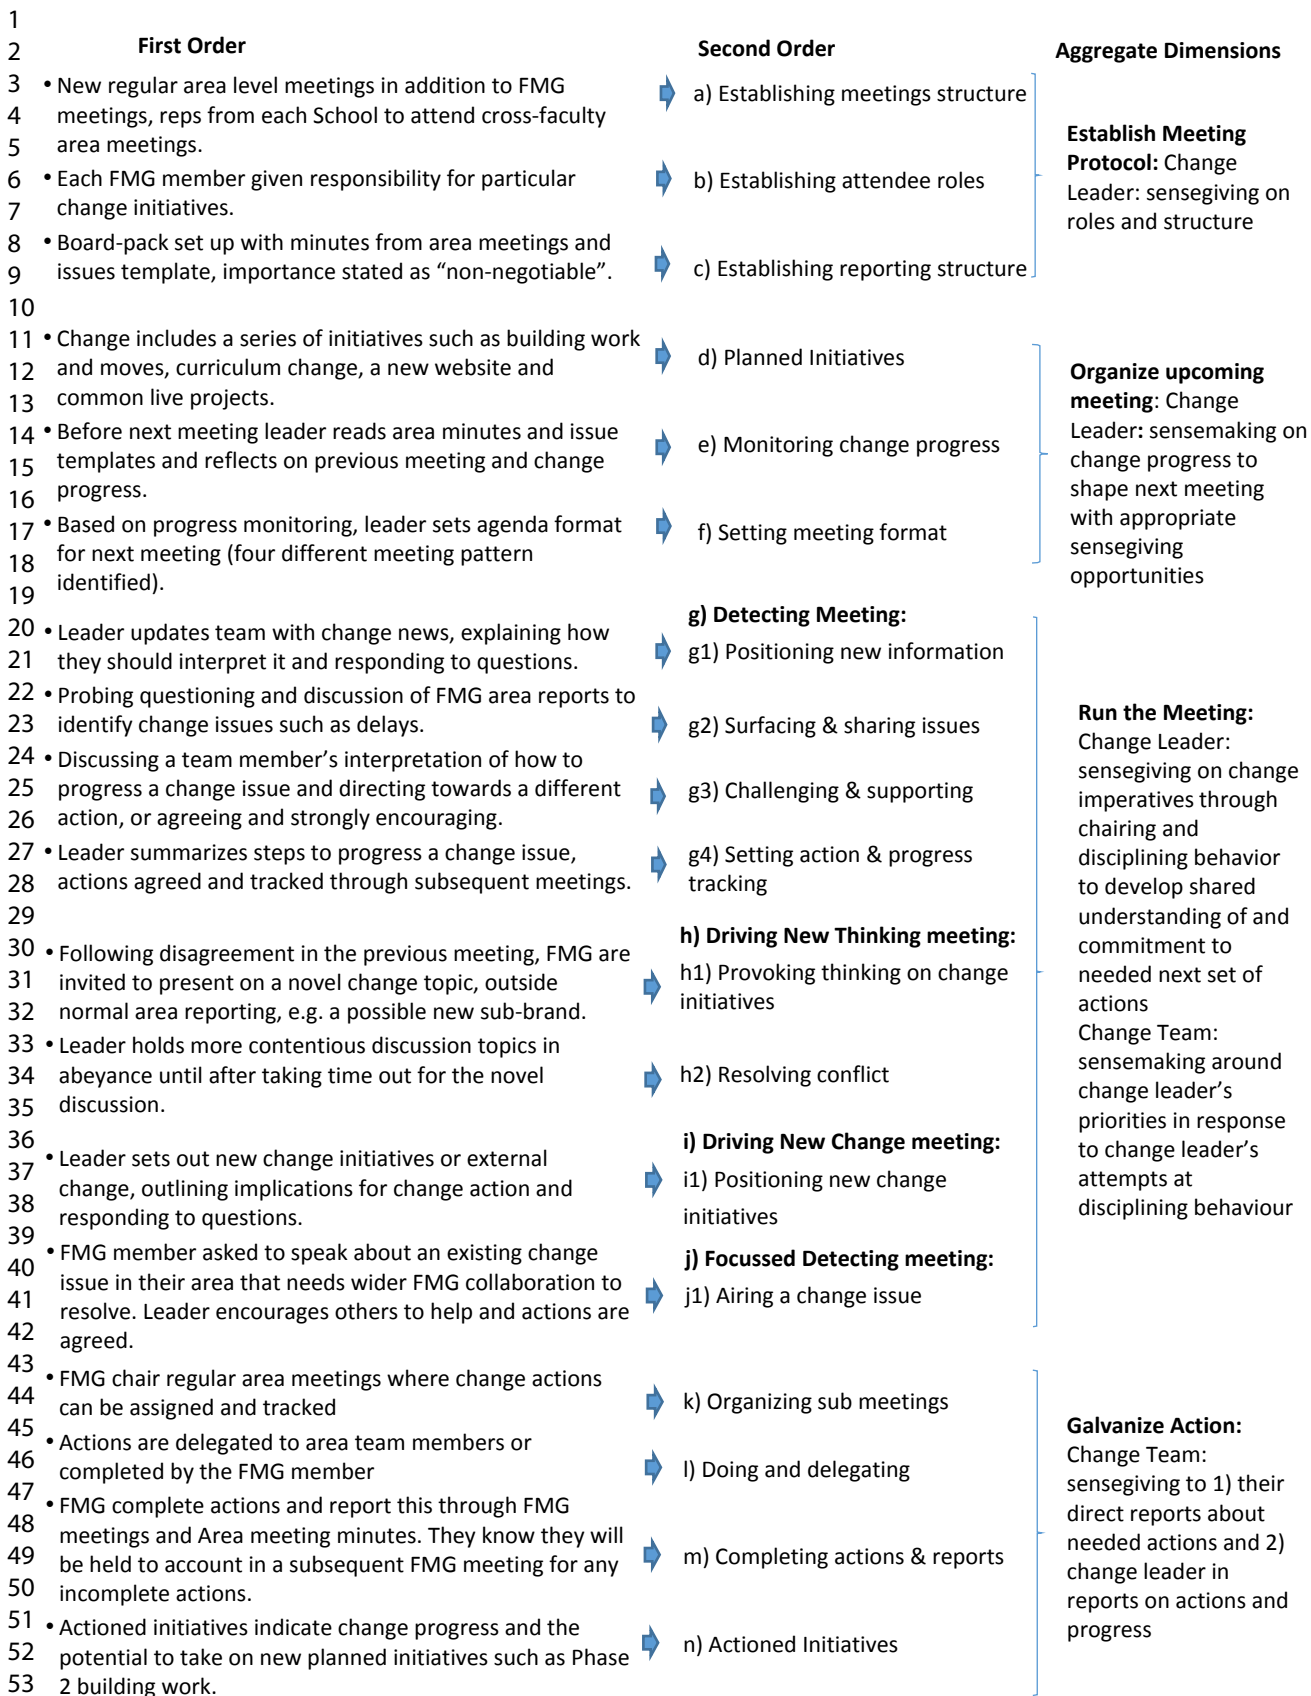 1
2
3
4
5
6
7
8
9
10
11
12
13
14
15
16
17
18
19
20
21
22
23
24
25
26
27
28
29
30
31
32
33
34
35
36
37
38
39
40
41
42
43
44
45
46
47
48
49
50
51
52
53
First Order
• New regular area level meetings in addition to FMG
meetings, reps from each School to attend cross-faculty
area meetings.
• Each FMG member given responsibility for particular
change initiatives.
• Board-pack set up with minutes from area meetings and
issues template, importance stated as “non-negotiable”.
• Change includes a series of initiatives such as building work
and moves, curriculum change, a new website and
common live projects.
• Before next meeting leader reads area minutes and issue
templates and reflects on previous meeting and change
progress.
• Based on progress monitoring, leader sets agenda format
for next meeting (four different meeting pattern
identified).
• Leader updates team with change news, explaining how
they should interpret it and responding to questions.
• Probing questioning and discussion of FMG area reports to
identify change issues such as delays.
• Discussing a team member’s interpretation of how to
progress a change issue and directing towards a different
action, or agreeing and strongly encouraging.
• Leader summarizes steps to progress a change issue,
actions agreed and tracked through subsequent meetings.
• Following disagreement in the previous meeting, FMG are
invited to present on a novel change topic, outside
normal area reporting, e.g. a possible new sub-brand.
• Leader holds more contentious discussion topics in
abeyance until after taking time out for the novel
discussion.
• Leader sets out new change initiatives or external
change, outlining implications for change action and
responding to questions.
• FMG member asked to speak about an existing change
issue in their area that needs wider FMG collaboration to
resolve. Leader encourages others to help and actions are
agreed.
• FMG chair regular area meetings where change actions
can be assigned and tracked
• Actions are delegated to area team members or
completed by the FMG member
• FMG complete actions and report this through FMG
meetings and Area meeting minutes. They know they will
be held to account in a subsequent FMG meeting for any
incomplete actions.
• Actioned initiatives indicate change progress and the
potential to take on new planned initiatives such as Phase
2 building work.
Second Order
a) Establishing meetings structure
b) Establishing attendee roles
c) Establishing reporting structure
d) Planned Initiatives
e) Monitoring change progress
f) Setting meeting format
g) Detecting Meeting:
g1) Positioning new information
g2) Surfacing & sharing issues
g3) Challenging & supporting
g4) Setting action & progress
tracking
h) Driving New Thinking meeting:
h1) Provoking thinking on change
initiatives
h2) Resolving conflict
i) Driving New Change meeting:
i1) Positioning new change
initiatives
j) Focussed Detecting meeting:
j1) Airing a change issue
k) Organizing sub meetings
l) Doing and delegating
m) Completing actions & reports
n) Actioned Initiatives
Aggregate Dimensions
Establish Meeting
Protocol: Change
Leader: sensegiving on
roles and structure
Organize upcoming
meeting: Change
Leader: sensemaking on
change progress to
shape next meeting
with appropriate
sensegiving
opportunities
Run the Meeting:
Change Leader:
sensegiving on change
imperatives through
chairing and
disciplining behavior
to develop shared
understanding of and
commitment to
needed next set of
actions
Change Team:
sensemaking around
change leader’s
priorities in response
to change leader’s
attempts at
disciplining behaviour
Galvanize Action:
Change Team:
sensegiving to 1) their
direct reports about
needed actions and 2)
change leader in
reports on actions and
progress